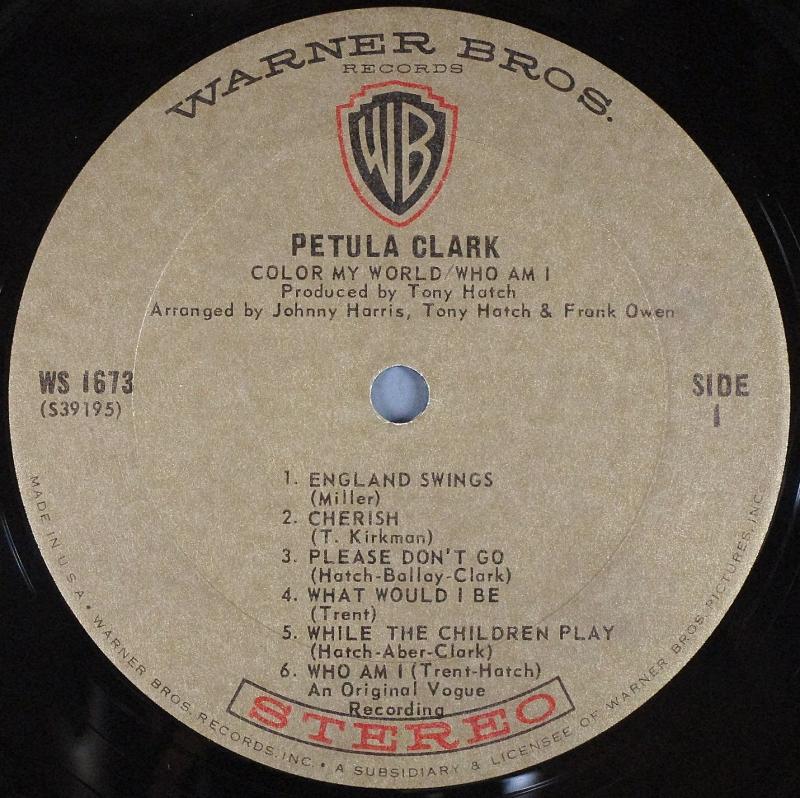 WARNER BROS.
RECORDS
WB
PETULA CLARK
COLOR MY WORLD/WHO AM I
Produced by Tony Hatch
Arranged by Johnny Harris, Tony Hatch & Frank Owen
WS 1673
(S39195)
SIDE
1
1. ENGLAND SWINGS
(Miller)
2. CHERISH
(T. Kirkman)
3. PLEASE DON'T GO
(Hatch-Ballay-Clark)
4. WHAT WOULD I BE
(Trent)
5. WHILE THE CHILDREN PLAY
(Hatch-Aber-Clark)
6. WHO AM I (Trent-Hatch)
An Original Vogue
Recording
STEREO
MADE IN U.S.A. • WARNER BROS. RECORDS, INC. • A SUBSIDIARY & LICENSEE OF WARNER BROS. PICTURES, INC.